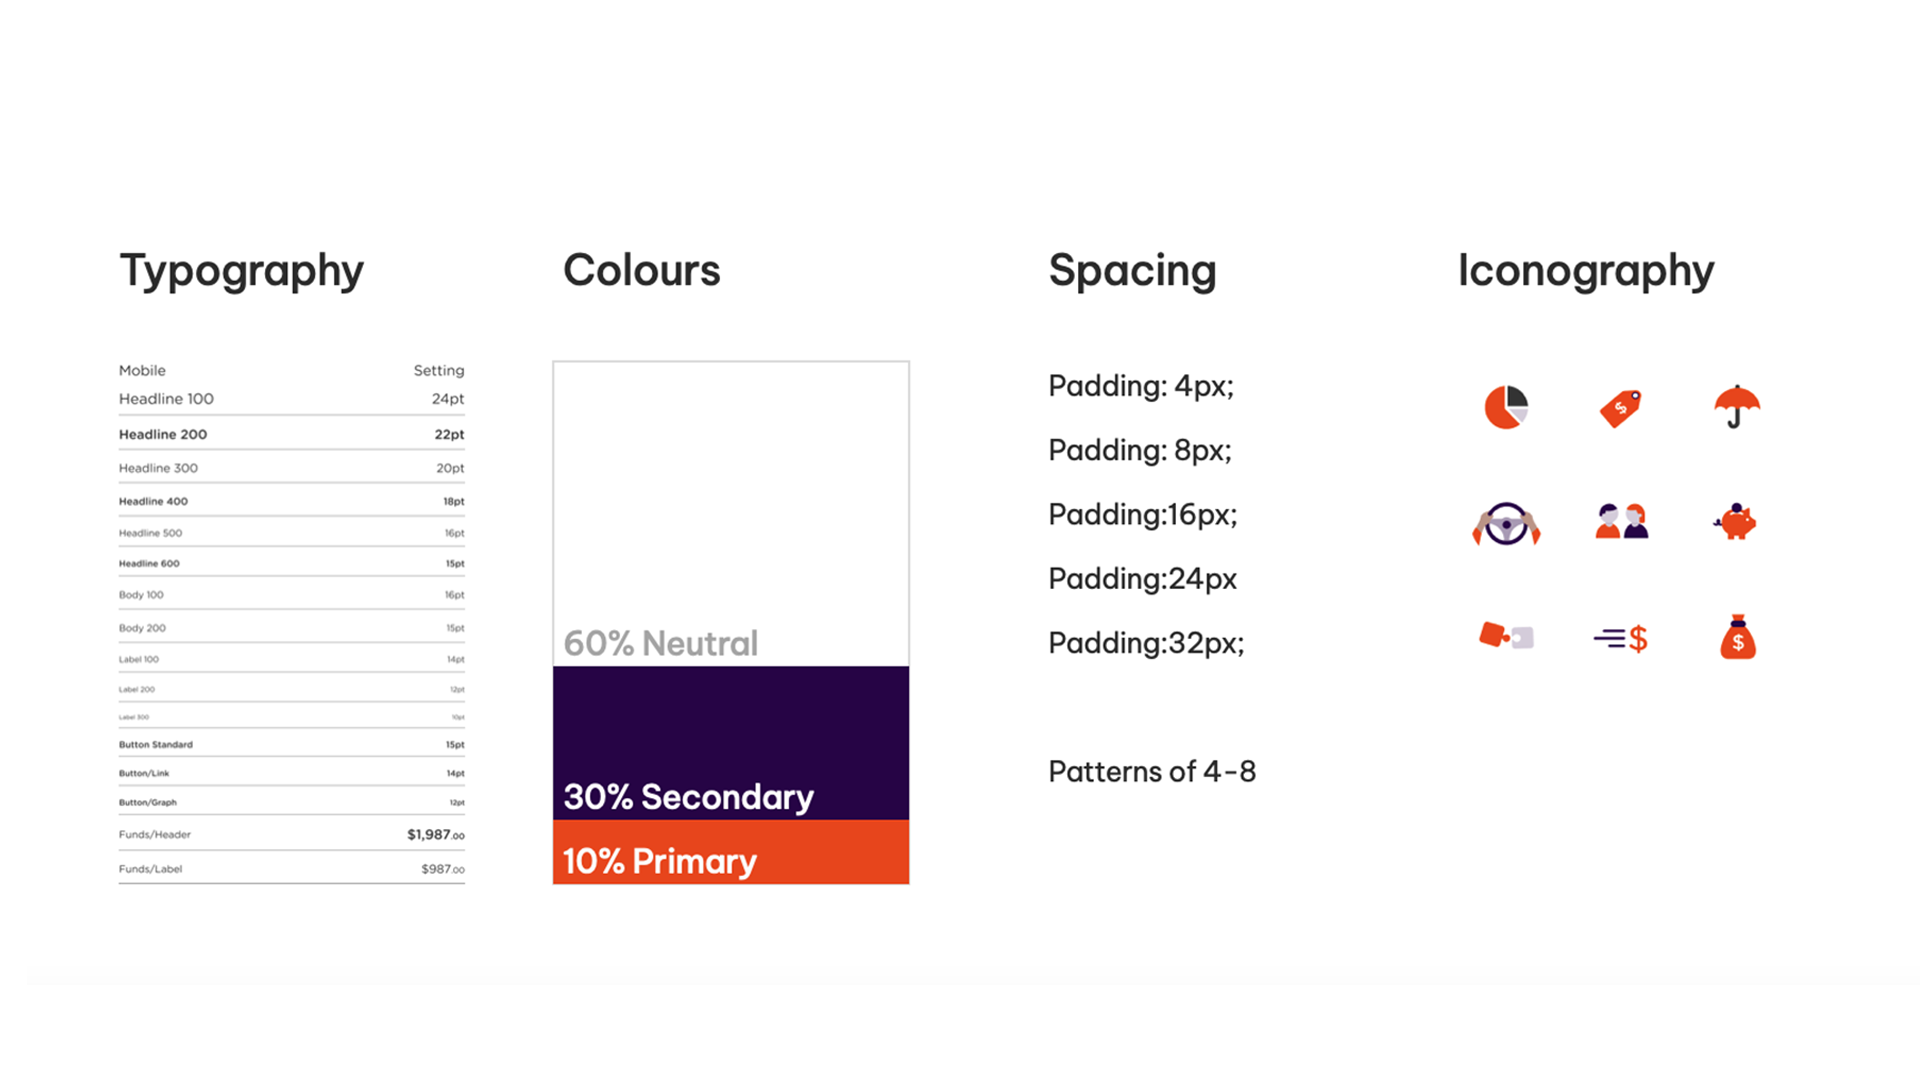 Typography
Mobile Setting
Headline 100 24pt
Headline 200 22pt
Headline 300 20pt
Headline 400 18pt
Headline 500 16pt
Headline 600 15pt
Body 100 16pt
Body 200 15pt
Label 100 14pt
Label 200 12pt
Label 300 10pt
Button Standard 15pt
Button/Link 14pt
Button/Graph 12pt
Funds/Header $1,987.00
Funds/Label $987.00
Colours
60% Neutral
30% Secondary
10% Primary
Spacing
Padding: 4px;
Padding: 8px;
Padding:16px;
Padding:24px
Padding:32px;
Patterns of 4-8
Iconography
$
$
$